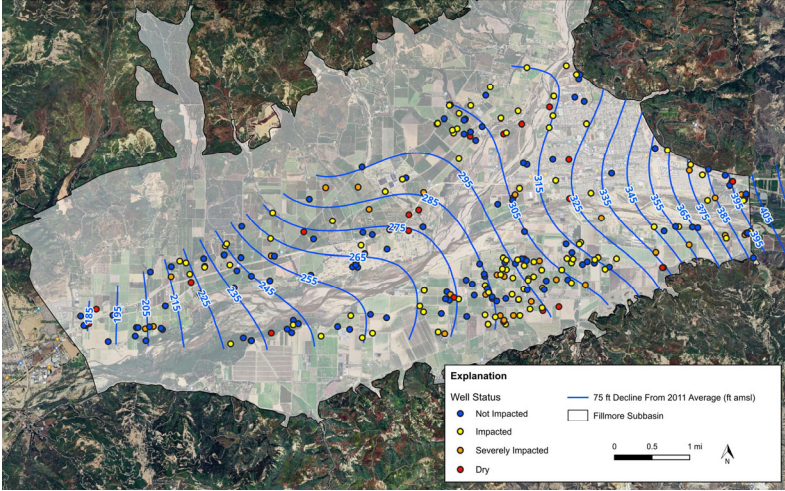 295
285
275
265
255
245
235
225
215
205
195
185
305
315
325
335
345
355
365
375
385
395
405
395
Explanation
Well Status
Not Impacted
Impacted
Severely Impacted
Dry
75 ft Decline From 2011 Average (ft amsl)
Fillmore Subbasin
0 0.5 1 mi
N